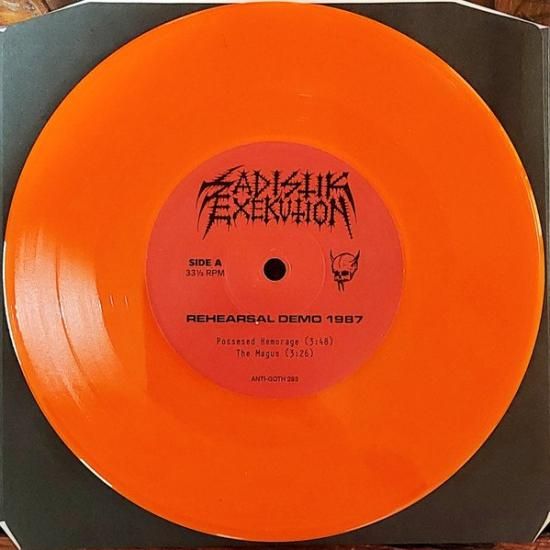 SADISTIK
EXEKUTION
SIDE A
33⅓ RPM
REHEARSAL DEMO 1987
Possesed Hemorage (3:48)
The Magus (3:26)
ANTI-GOTH 293